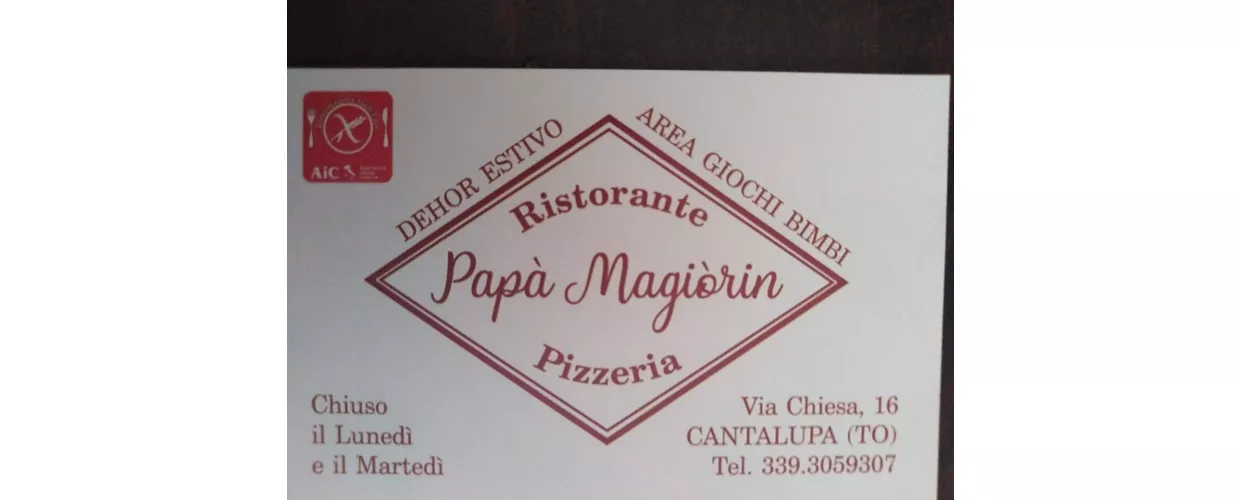 AiC
DEHOR ESTIVO
AREA GIOCHI BIMBI
Ristorante
Papà Magiòrin
Pizzeria
Chiuso
il Lunedì
e il Martedì
Via Chiesa, 16
CANTALUPA (TO)
Tel. 339.3059307